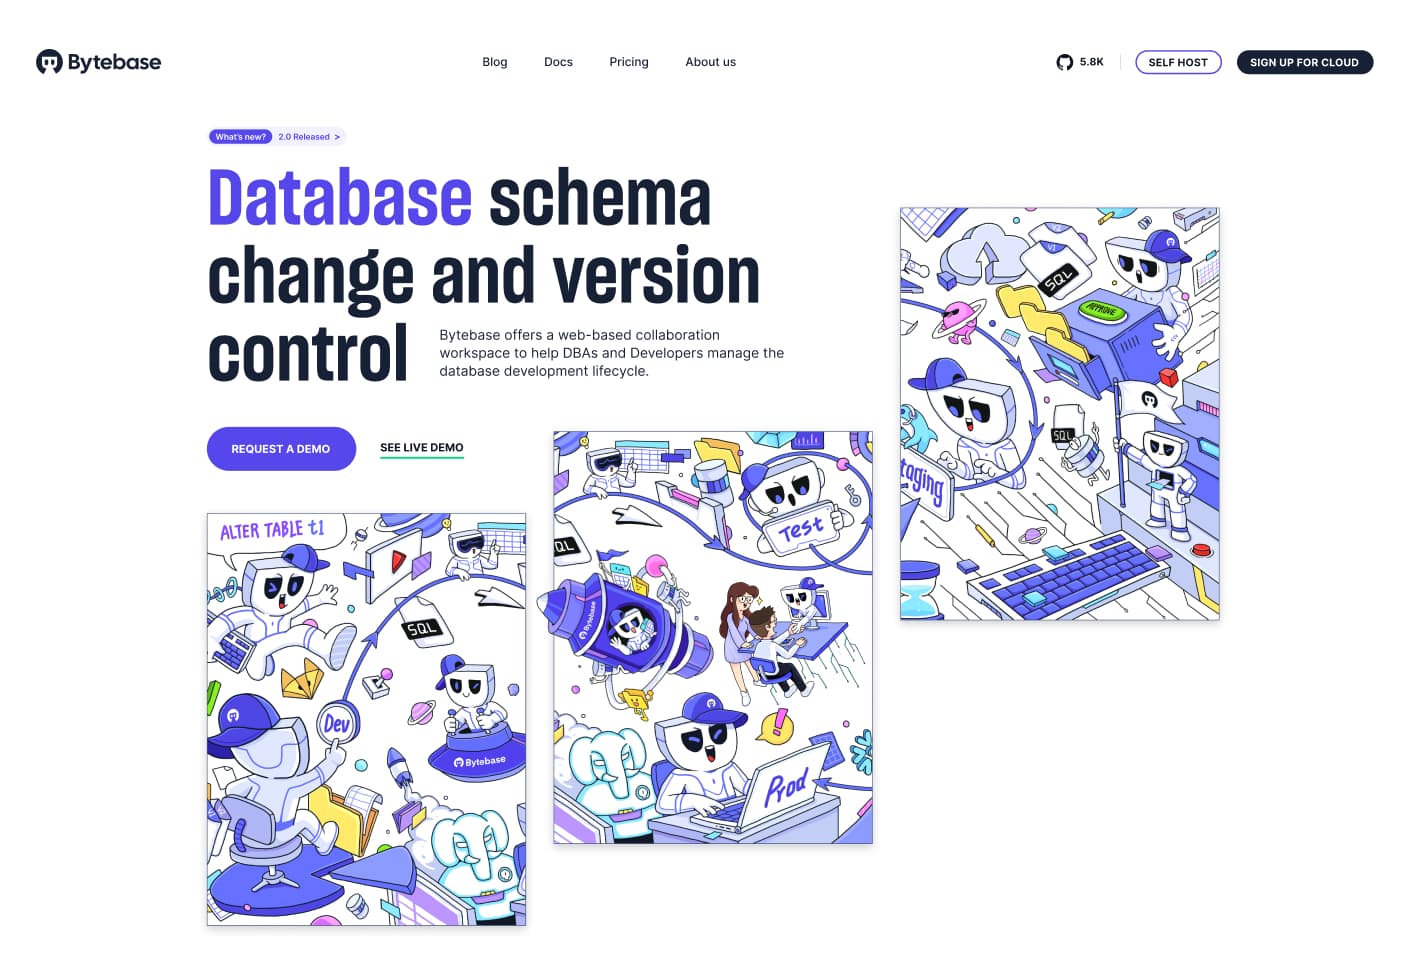 Bytebase
Blog
Docs
Pricing
About us
5.8K
SELF HOST
SIGN UP FOR CLOUD
What's new? 2.0 Released >
Database schema
change and version
control
Bytebase offers a web-based collaboration
workspace to help DBAs and Developers manage the
database development lifecycle.
REQUEST A DEMO
SEE LIVE DEMO
ALTER TABLE t1
SQL
Dev
Bytebase
SQL
Test
Bytebase
Prod
V2
V1
SQL
APPROVE
SQL
taging